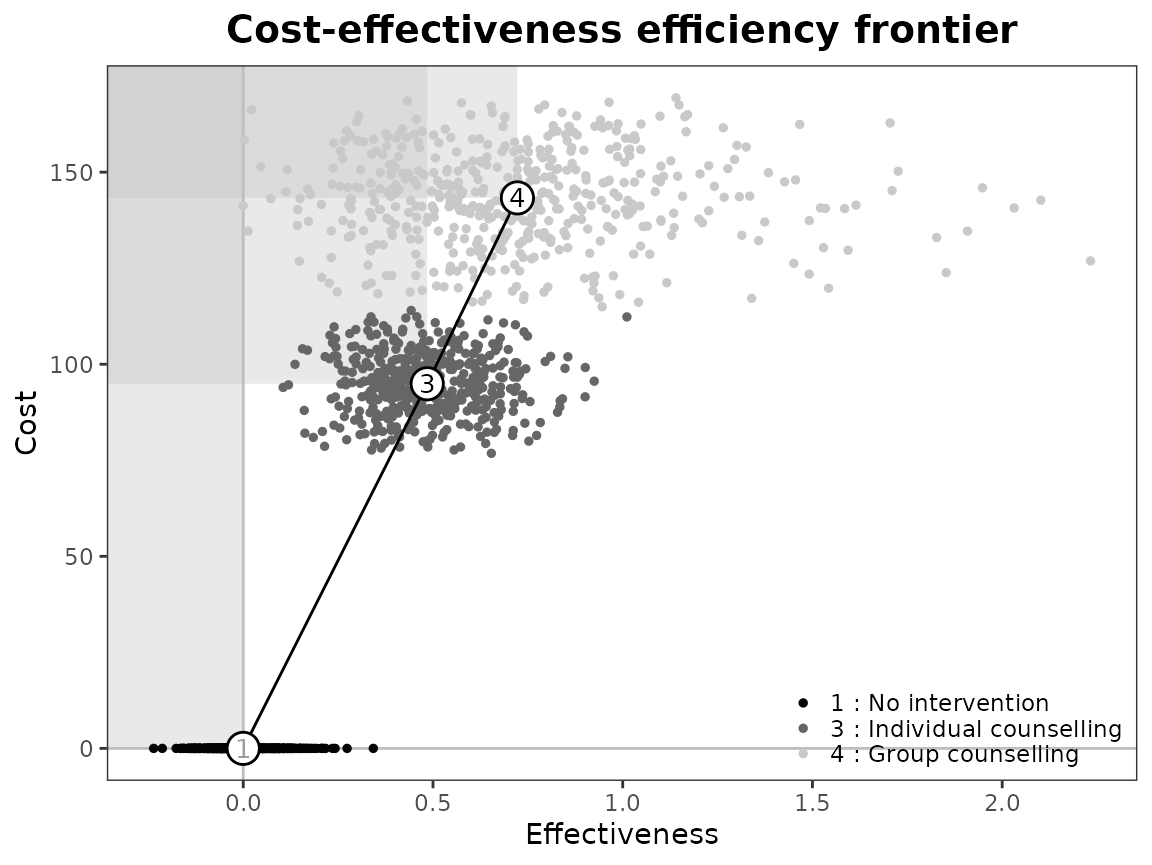 Cost-effectiveness efficiency frontier
150
100
50
0
Cost
4
3
1
1 : No intervention
3 : Individual counselling
4 : Group counselling
0.0 0.5 1.0 1.5 2.0
Effectiveness